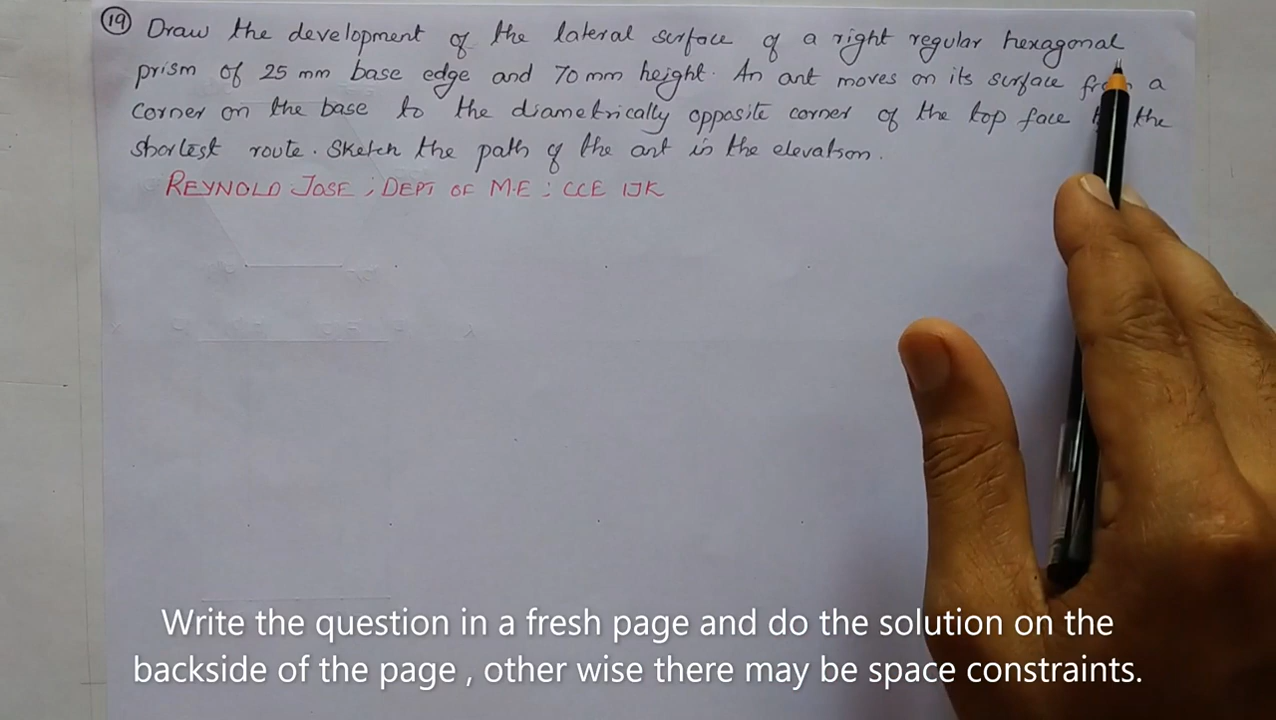 19 Draw the development of the lateral surface of a right regular hexagonal
prism of 25 mm base edge and 70 mm height. An ant moves on its surface a
corner on the base to the diametrically opposite corner of the top face the
shortest route. Sketch the path of the ant in the elevation.
REYNOLD JOSE ; DEPT OF M.E ; CCE IJK
Write the question in a fresh page and do the solution on the
backside of the page , other wise there may be space constraints.